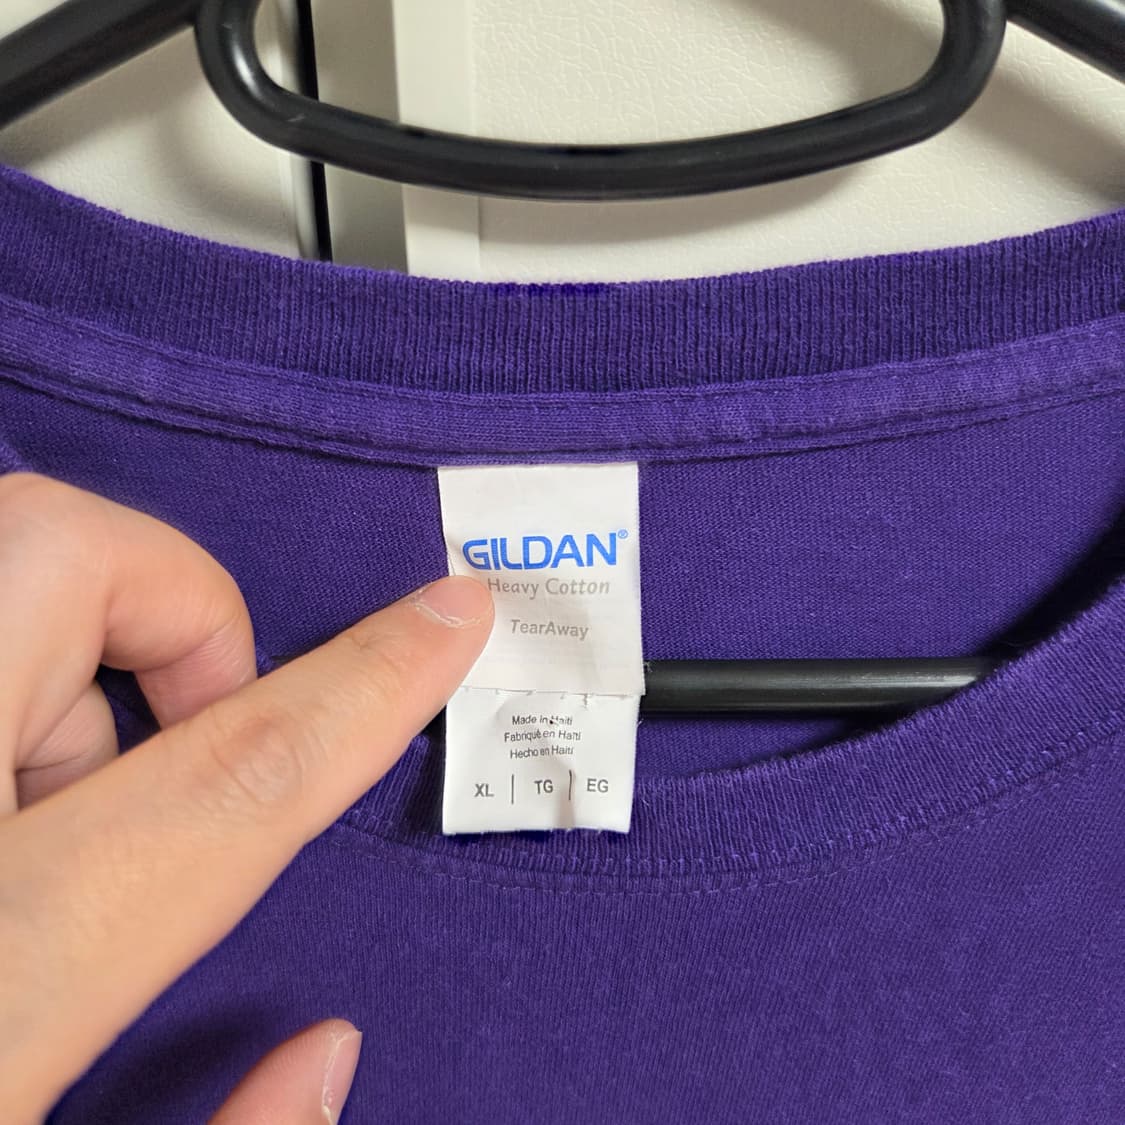 GILDAN®
Heavy Cotton
TearAway
Made in Haiti
Fabriqué en Haïti
Hecho en Haití
XL | TG | EG